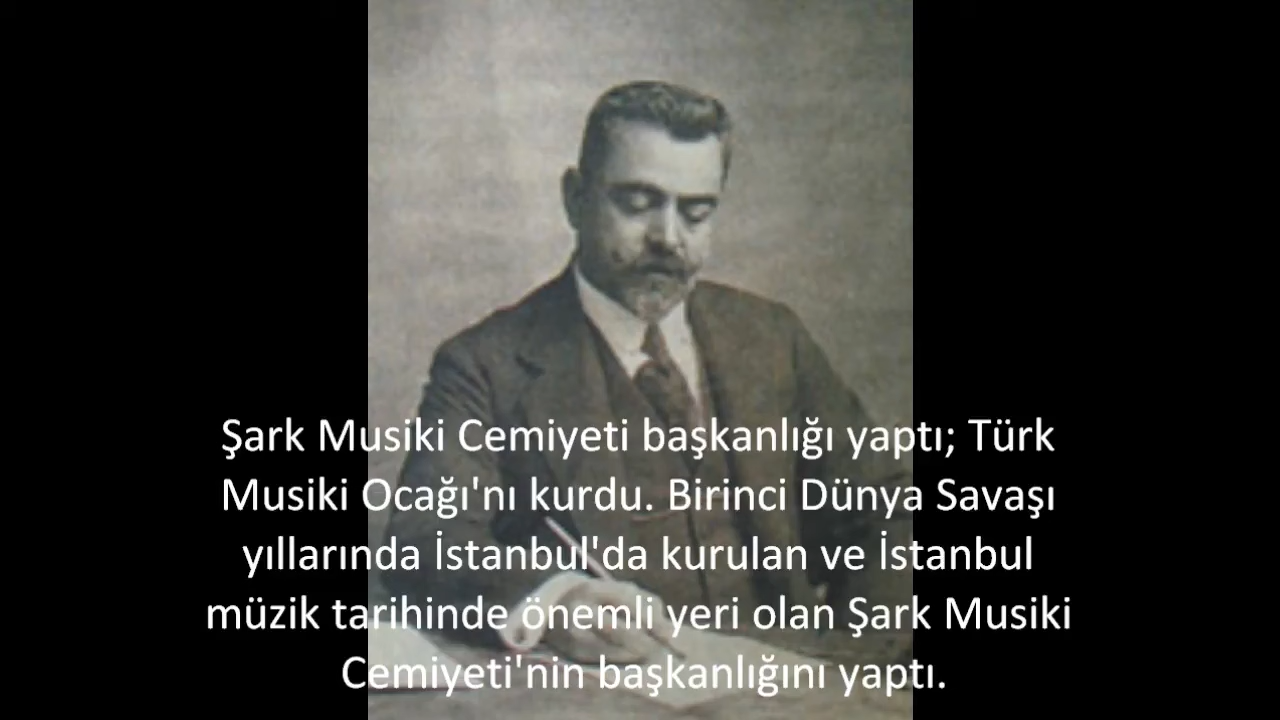 Şark Musiki Cemiyeti başkanlığı yaptı; Türk
Musiki Ocağı'nı kurdu. Birinci Dünya Savaşı
yıllarında İstanbul'da kurulan ve İstanbul
müzik tarihinde önemli yeri olan Şark Musiki
Cemiyeti'nin başkanlığını yaptı.